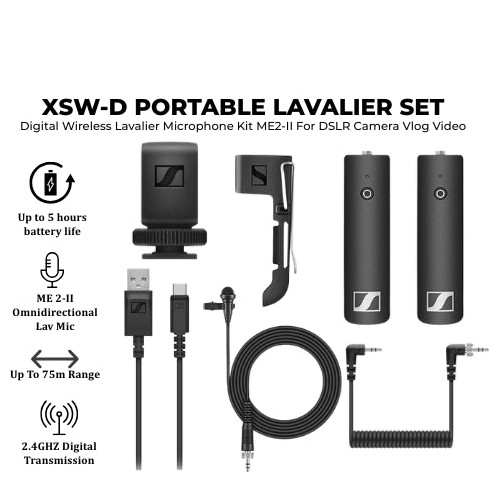 XSW-D PORTABLE LAVALIER SET
Digital Wireless Lavalier Microphone Kit ME2-II For DSLR Camera Vlog Video
Up to 5 hours
battery life
ME 2-II
Omnidirectional
Lav Mic
Up To 75m Range
2.4GHZ Digital
Transmission